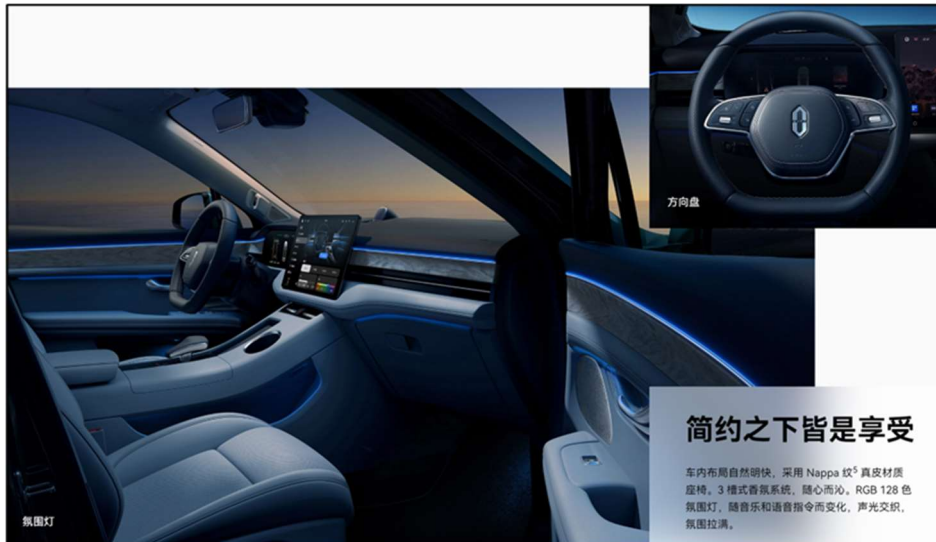 方向盘
简约之下皆是享受
车内布局自然明快，采用 Nappa 纹⁵ 真皮材质
座椅。3 槽式香氛系统，随心而沁。RGB 128 色
氛围灯，随音乐和语音指令而变化，声光交织，
氛围拉满。
氛围灯